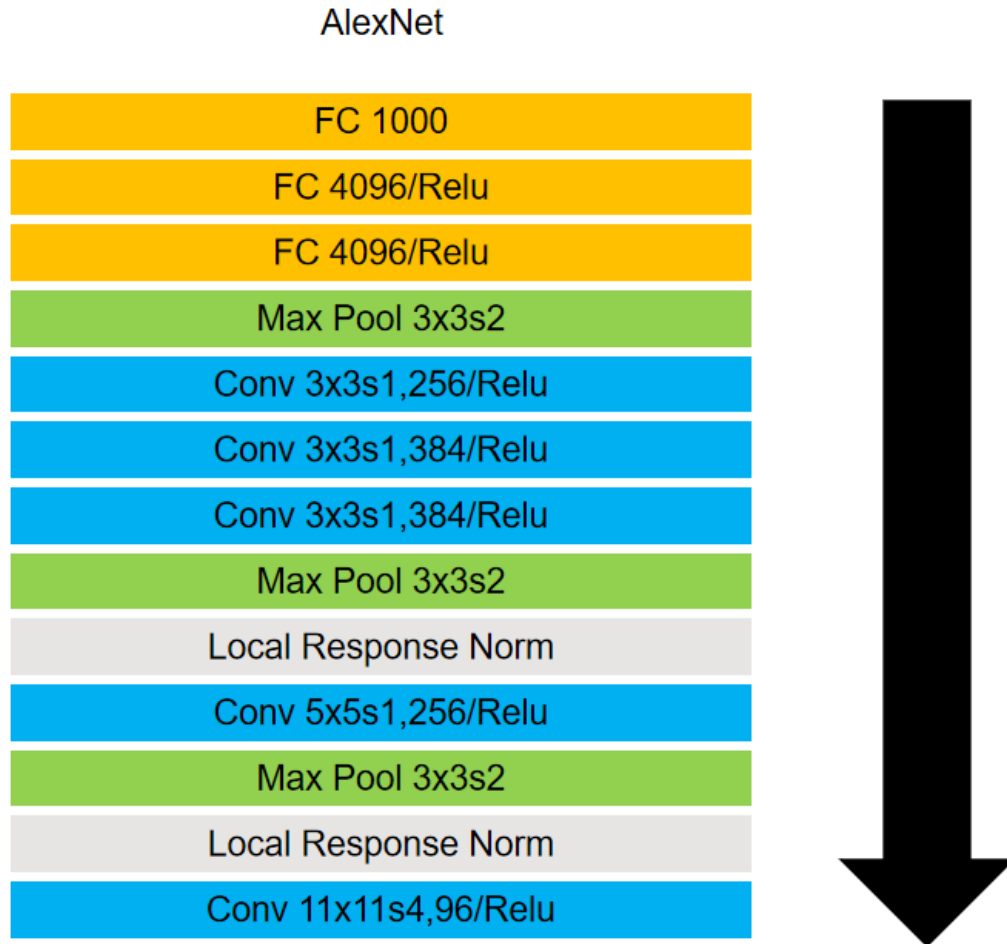 AlexNet
FC 1000
FC 4096/Relu
FC 4096/Relu
Max Pool 3x3s2
Conv 3x3s1,256/Relu
Conv 3x3s1,384/Relu
Conv 3x3s1,384/Relu
Max Pool 3x3s2
Local Response Norm
Conv 5x5s1,256/Relu
Max Pool 3x3s2
Local Response Norm
Conv 11x11s4,96/Relu